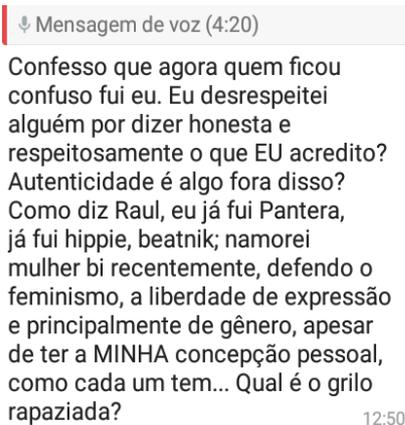 Mensagem de voz (4:20)
Confesso que agora quem ficou
confuso fui eu. Eu desrespeitei
alguém por dizer honesta e
respeitosamente o que EU acredito?
Autenticidade é algo fora disso?
Como diz Raul, eu já fui Pantera,
já fui hippie, beatnik; namorei
mulher bi recentemente, defendo o
feminismo, a liberdade de expressão
e principalmente de gênero, apesar
de ter a MINHA concepção pessoal,
como cada um tem... Qual é o grilo
rapaziada?
12:50